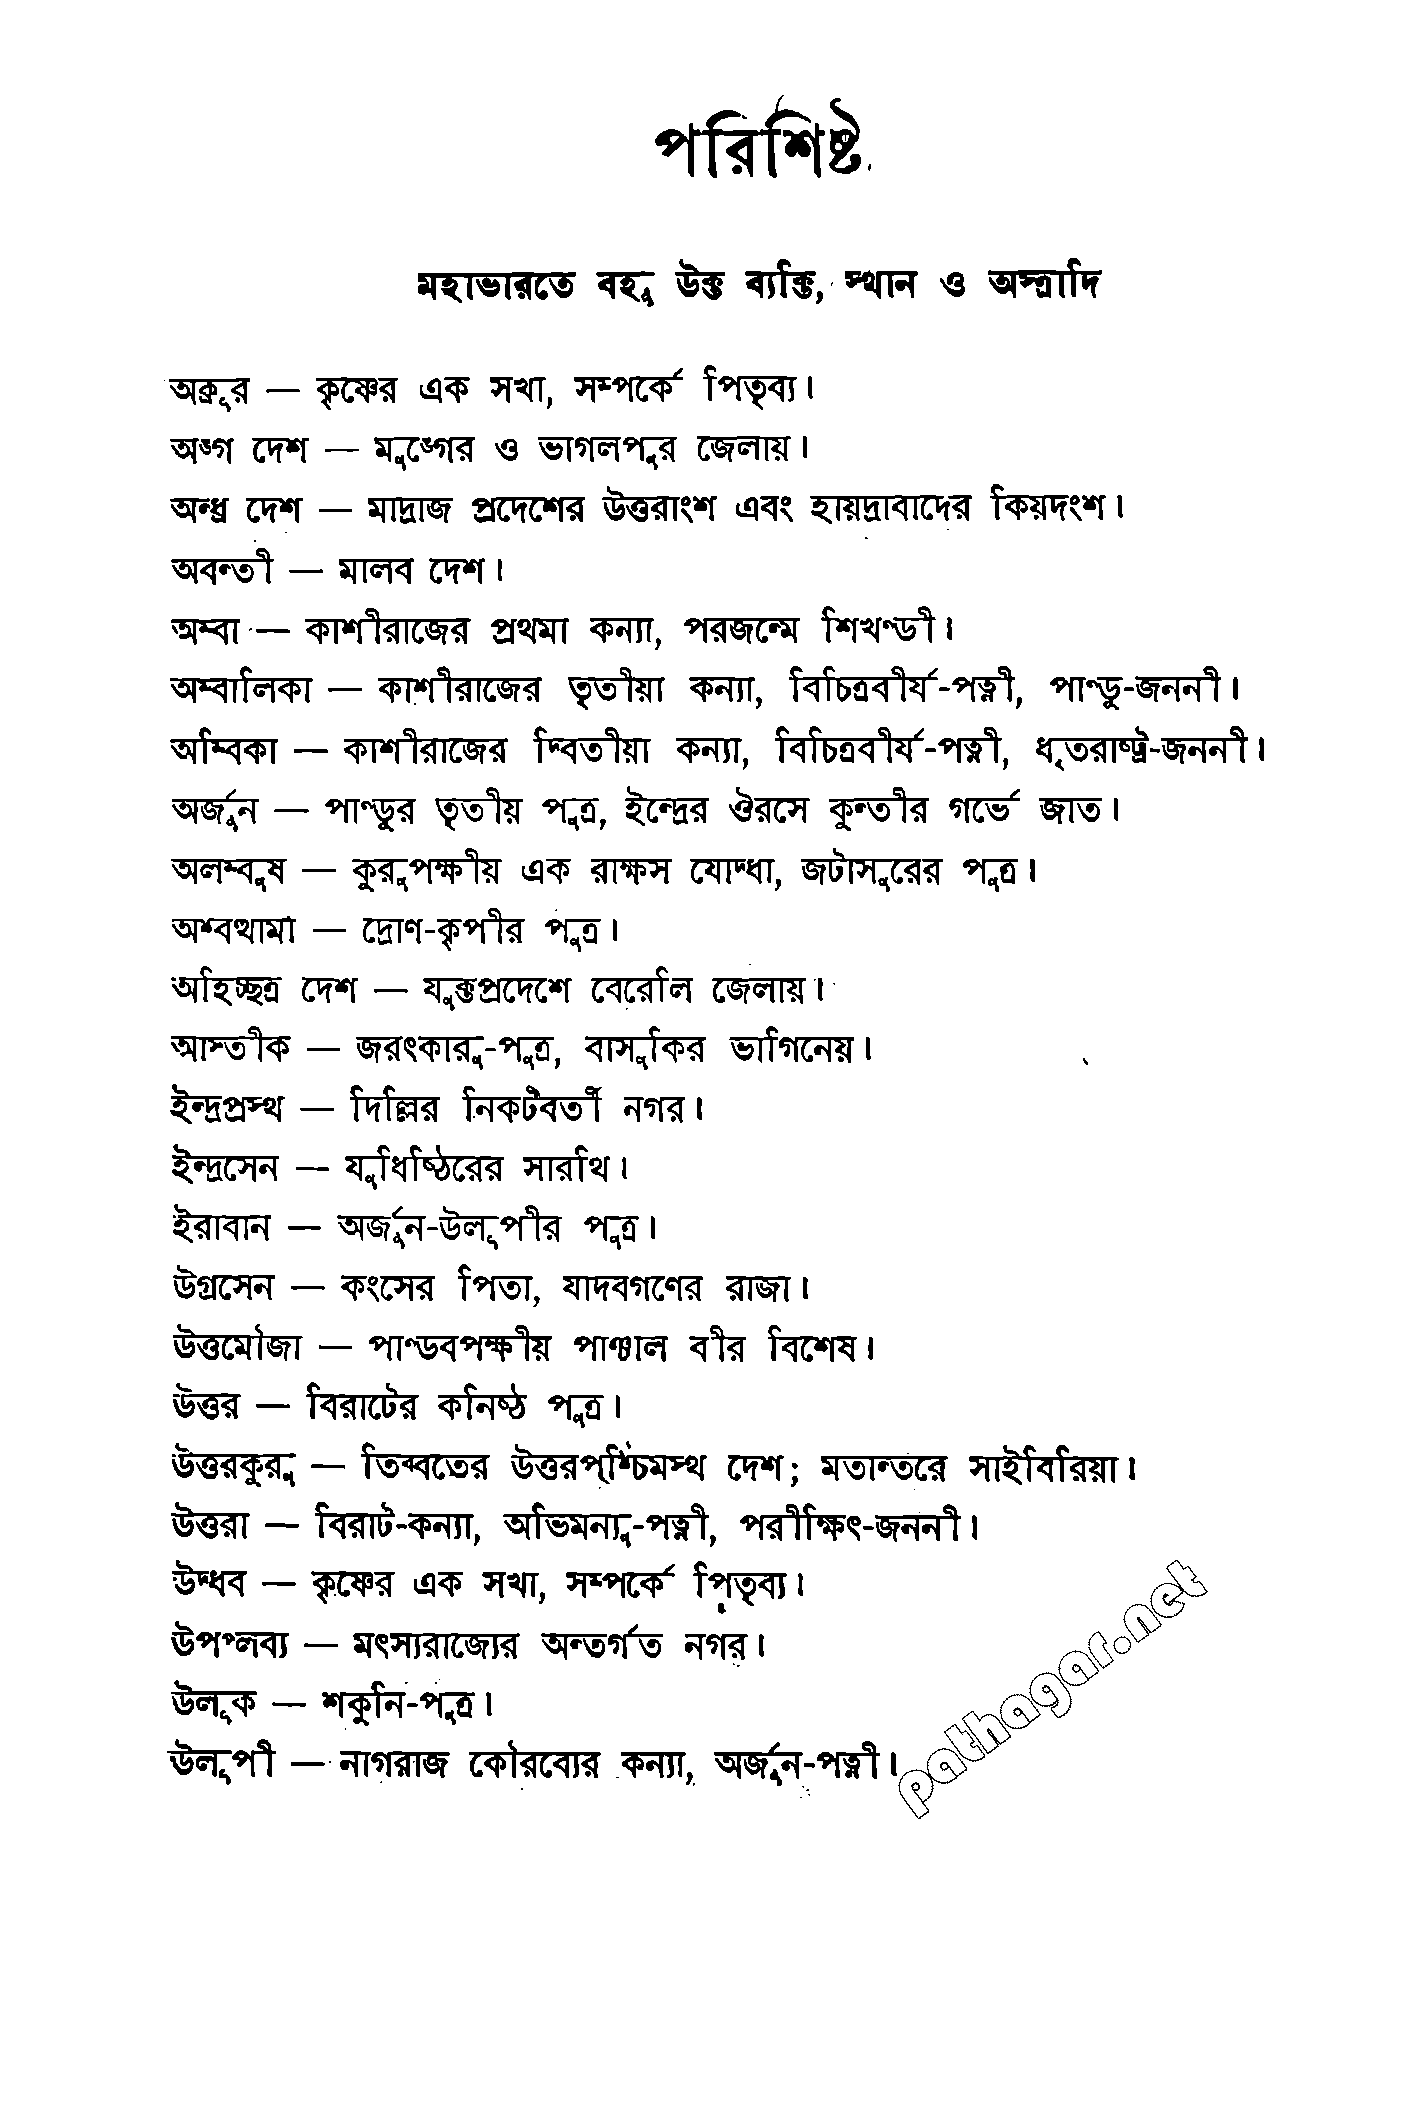 পরিশিষ্ট
মহাভারতে বহু উক্ত ব্যক্তি, স্থান ও অস্ত্রাদি
অক্রূর — কৃষ্ণের এক সখা, সম্পর্কে পিতৃব্য।
অঙ্গ দেশ — মুঙ্গের ও ভাগলপুর জেলায়।
অন্ধ্র দেশ — মাদ্রাজ প্রদেশের উত্তরাংশ এবং হায়দ্রাবাদের কিয়দংশ।
অবন্তী — মালব দেশ।
অম্বা — কাশীরাজের প্রথমা কন্যা, পরজন্মে শিখণ্ডী।
অম্বালিকা — কাশীরাজের তৃতীয়া কন্যা, বিচিত্রবীর্য-পত্নী, পাণ্ডু-জননী।
অম্বিকা — কাশীরাজের দ্বিতীয়া কন্যা, বিচিত্রবীর্য-পত্নী, ধৃতরাষ্ট্র-জননী।
অর্জুন — পাণ্ডুর তৃতীয় পুত্র, ইন্দ্রের ঔরসে কুন্তীর গর্ভে জাত।
অলম্বুষ — কুরুপক্ষীয় এক রাক্ষস যোদ্ধা, জটাসুরের পুত্র।
অশ্বত্থামা — দ্রোণ-কৃপীর পুত্র।
অহিচ্ছত্র দেশ — যুক্তপ্রদেশে বেরেলি জেলায়।
আস্তীক — জরৎকারু-পুত্র, বাসুকির ভাগিনেয়।
ইন্দ্রপ্রস্থ — দিল্লির নিকটবর্তী নগর।
ইন্দ্রসেন — যুধিষ্ঠিরের সারথি।
ইরাবান — অর্জুন-উলূপীর পুত্র।
উগ্রসেন — কংসের পিতা, যাদবগণের রাজা।
উত্তমৌজা — পাণ্ডবপক্ষীয় পাঞ্চাল বীর বিশেষ।
উত্তর — বিরাটের কনিষ্ঠ পুত্র।
উত্তরকুরু — তিব্বতের উত্তরপশ্চিমস্থ দেশ; মতান্তরে সাইবিরিয়া।
উত্তরা — বিরাট-কন্যা, অভিমন্যু-পত্নী, পরীক্ষিৎ-জননী।
উদ্ধব — কৃষ্ণের এক সখা, সম্পর্কে পিতৃব্য।
উপপ্লব্য — মৎস্যরাজ্যের অন্তর্গত নগর।
উলূক — শকুনি-পুত্র।
উলূপী — নাগরাজ কৌরব্যের কন্যা, অর্জুন-পত্নী।
pathagar.net